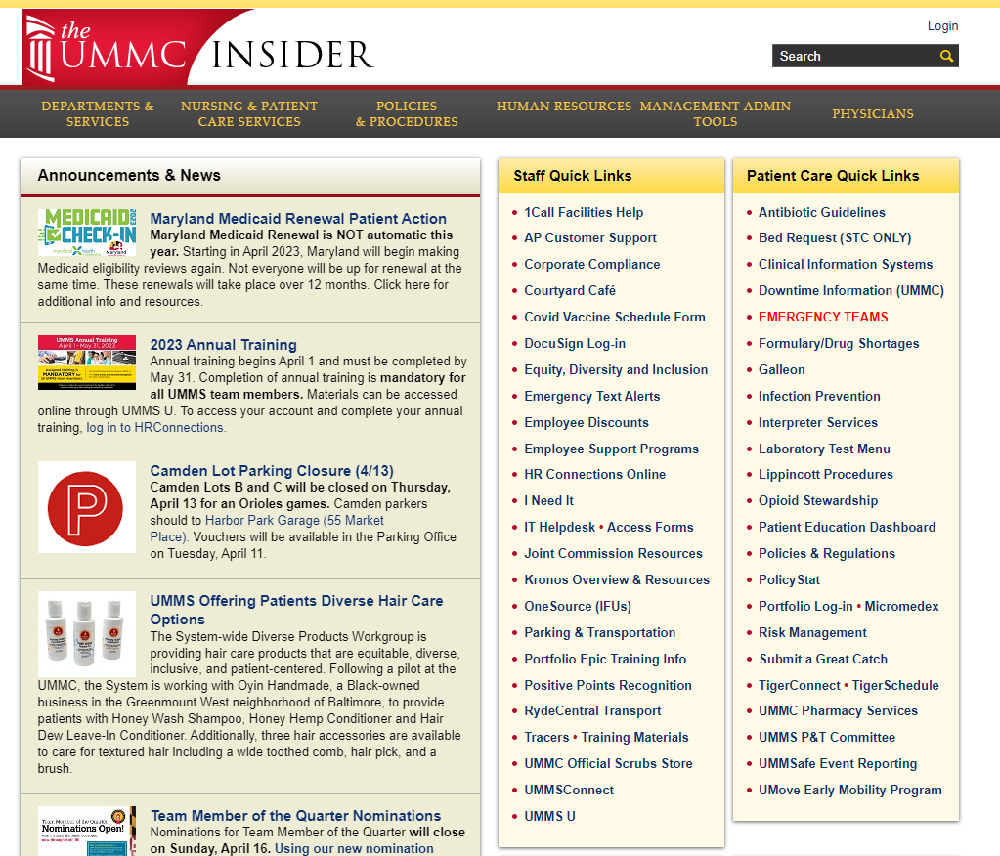 the
UMMC INSIDER
Login
Search
DEPARTMENTS &
SERVICES
NURSING & PATIENT
CARE SERVICES
POLICIES
& PROCEDURES
HUMAN RESOURCES
MANAGEMENT ADMIN
TOOLS
PHYSICIANS
Announcements & News
MEDICAID
CHECK-IN
2023
Maryland Medicaid Renewal Patient Action
Maryland Medicaid Renewal is NOT automatic this
year. Starting in April 2023, Maryland will begin making
Medicaid eligibility reviews again. Not everyone will be up for renewal at the
same time. These renewals will take place over 12 months. Click here for
additional info and resources.
UMMS Annual Training
April 1 - May 31, 2023
2023 Annual Training
Annual training begins April 1 and must be completed by
May 31. Completion of annual training is mandatory for
all UMMS team members. Materials can be accessed
online through UMMS U. To access your account and complete your annual
training, log in to HRConnections.
P
Camden Lot Parking Closure (4/13)
Camden Lots B and C will be closed on Thursday,
April 13 for an Orioles games. Camden parkers
should to Harbor Park Garage (55 Market
Place). Vouchers will be available in the Parking Office
on Tuesday, April 11.
UMMS Offering Patients Diverse Hair Care
Options
The System-wide Diverse Products Workgroup is
providing hair care products that are equitable, diverse,
inclusive, and patient-centered. Following a pilot at the
UMMC, the System is working with Oyin Handmade, a Black-owned
business in the Greenmount West neighborhood of Baltimore, to provide
patients with Honey Wash Shampoo, Honey Hemp Conditioner and Hair
Dew Leave-In Conditioner. Additionally, three hair accessories are available
to care for textured hair including a wide toothed comb, hair pick, and a
brush.
Team Member of the Quarter
Nominations Open!
Team Member of the Quarter Nominations
Nominations for Team Member of the Quarter will close
on Sunday, April 16. Using our new nomination
Staff Quick Links
• 1Call Facilities Help
• AP Customer Support
• Corporate Compliance
• Courtyard Café
• Covid Vaccine Schedule Form
• DocuSign Log-in
• Equity, Diversity and Inclusion
• Emergency Text Alerts
• Employee Discounts
• Employee Support Programs
• HR Connections Online
• I Need It
• IT Helpdesk • Access Forms
• Joint Commission Resources
• Kronos Overview & Resources
• OneSource (IFUs)
• Parking & Transportation
• Portfolio Epic Training Info
• Positive Points Recognition
• RydeCentral Transport
• Tracers • Training Materials
• UMMC Official Scrubs Store
• UMMSConnect
• UMMS U
Patient Care Quick Links
• Antibiotic Guidelines
• Bed Request (STC ONLY)
• Clinical Information Systems
• Downtime Information (UMMC)
• EMERGENCY TEAMS
• Formulary/Drug Shortages
• Galleon
• Infection Prevention
• Interpreter Services
• Laboratory Test Menu
• Lippincott Procedures
• Opioid Stewardship
• Patient Education Dashboard
• Policies & Regulations
• PolicyStat
• Portfolio Log-in • Micromedex
• Risk Management
• Submit a Great Catch
• TigerConnect • TigerSchedule
• UMMC Pharmacy Services
• UMMS P&T Committee
• UMMSafe Event Reporting
• UMove Early Mobility Program